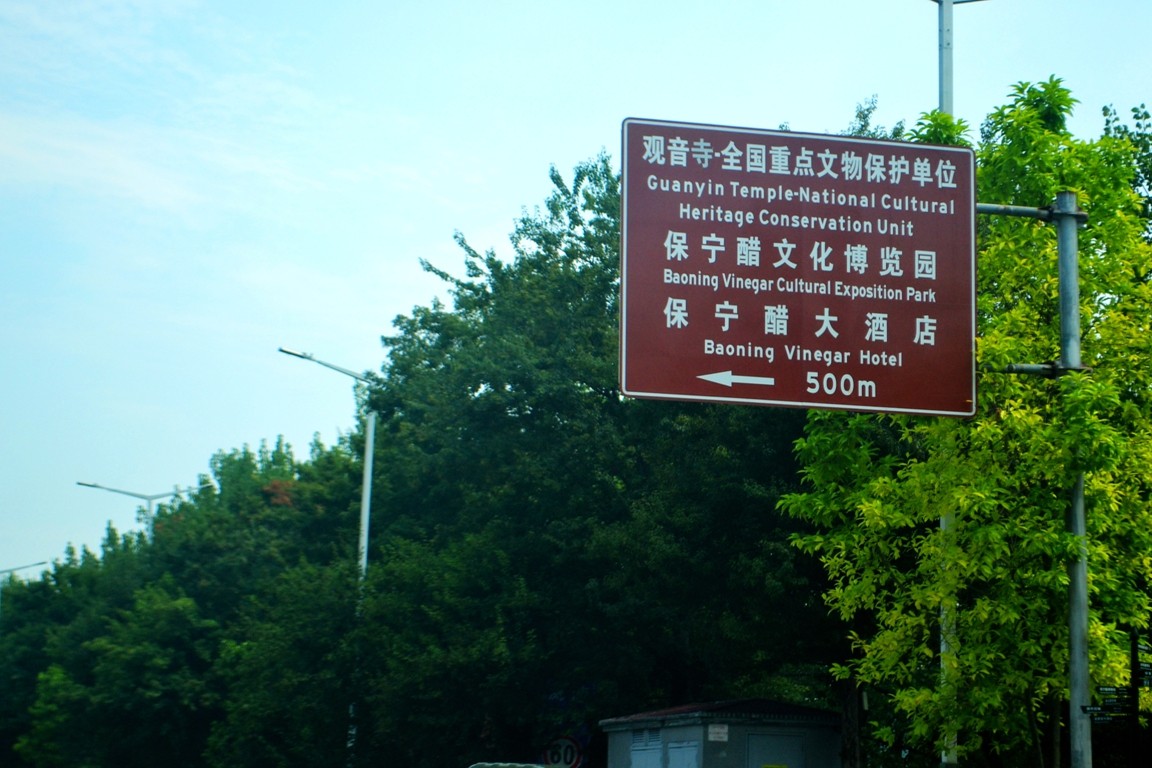 观音寺-全国重点文物保护单位
Guanyin Temple-National Cultural
Heritage Conservation Unit
保宁醋文化博览园
Baoning Vinegar Cultural Exposition Park
保宁醋大酒店
Baoning Vinegar Hotel
500m
60